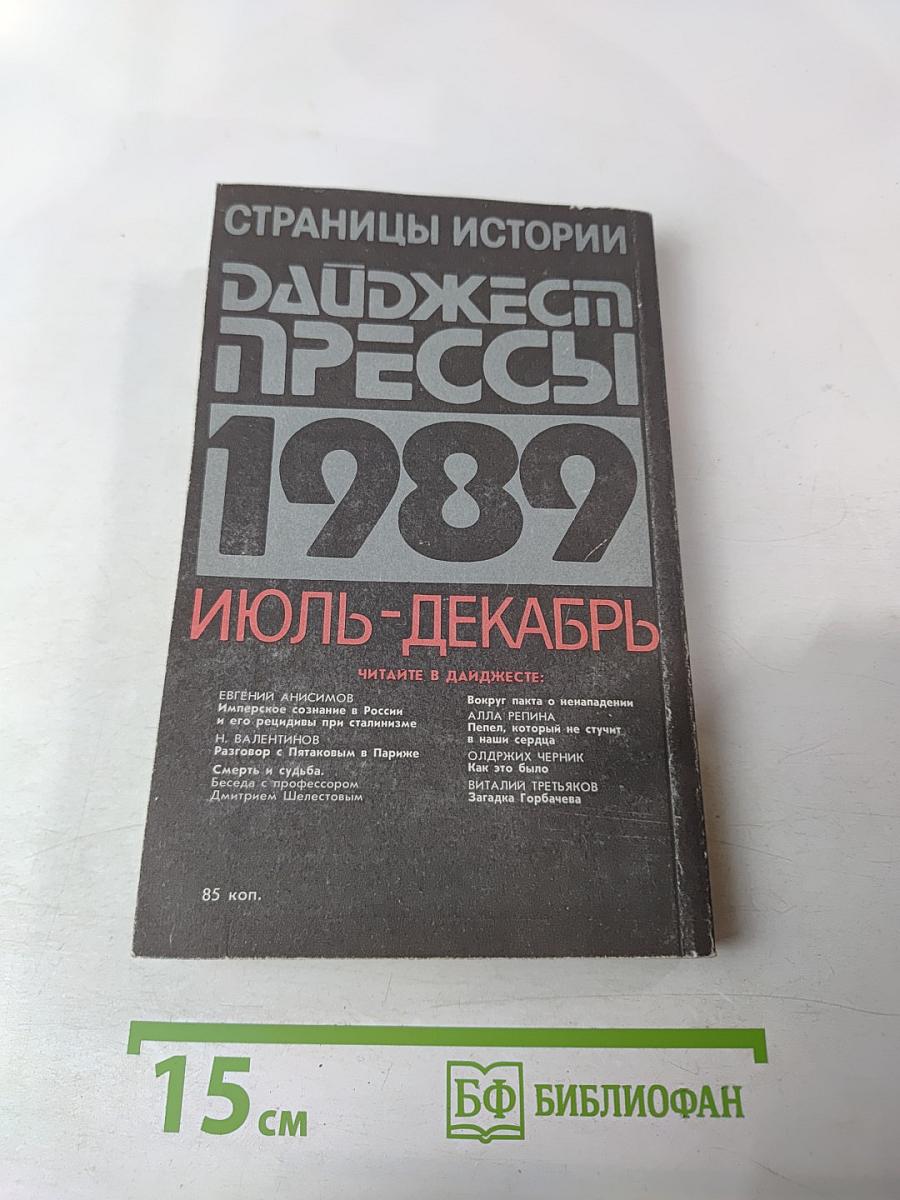 СТРАНИЦЫ ИСТОРИИ
ДАЙДЖЕСТ
ПРЕССЫ
1989
ИЮЛЬ-ДЕКАБРЬ
ЧИТАЙТЕ В ДАЙДЖЕСТЕ:
ЕВГЕНИЙ АНИСИМОВ
Имперское сознание в России
и его рецидивы при сталинизме
Н. ВАЛЕНТИНОВ
Разговор с Пятаковым в Париже
Смерть и судьба.
Беседа с профессором
Дмитрием Шелестовым
Вокруг пакта о ненападении
АЛЛА РЕПИНА
Пепел, который не стучит
в наши сердца
ОЛДРЖИХ ЧЕРНИК
Как это было
ВИТАЛИЙ ТРЕТЬЯКОВ
Загадка Горбачева
85 коп.
15 см
БФ БИБЛИОФАН